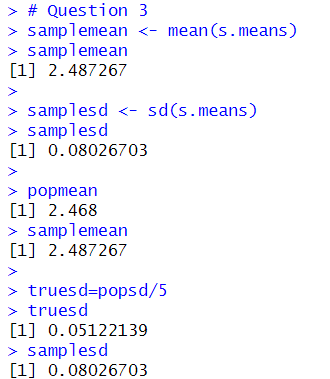 > # Question 3
> samplemean <- mean(s.means)
> samplemean
[1] 2.487267
>
> samplesd <- sd(s.means)
> samplesd
[1] 0.08026703
>
> popmean
[1] 2.468
> samplemean
[1] 2.487267
>
> truesd=popsd/5
> truesd
[1] 0.05122139
> samplesd
[1] 0.08026703